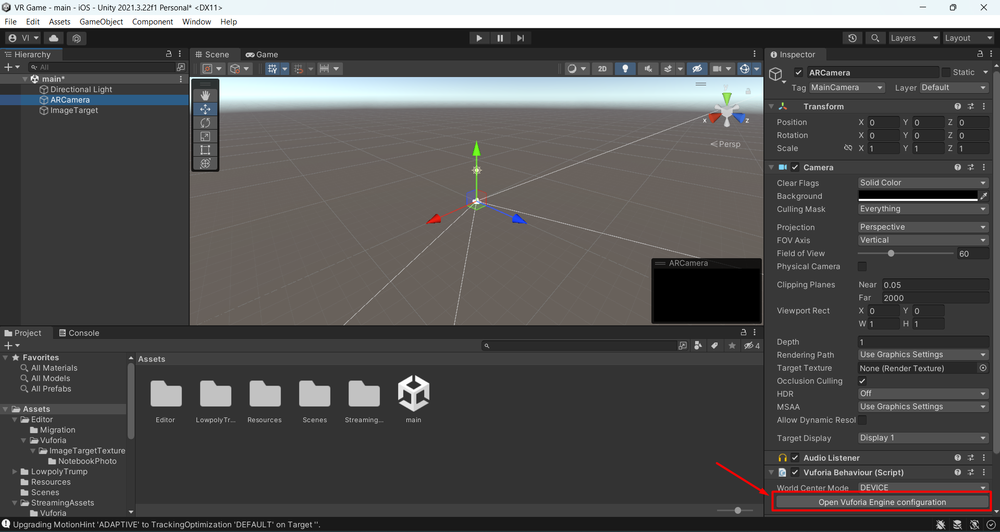 VR Game - main - iOS - Unity 2021.3.22f1 Personal* <DX11>
File Edit Assets GameObject Component Window Help
VI
Layers
Layout
Hierarchy
All
main*
Directional Light
ARCamera
ImageTarget
Scene
Game
2D
y
x
z
Persp
ARCamera
Inspector
ARCamera
Static
Tag MainCamera Layer Default
Transform
Position X 0 Y 0 Z 0
Rotation X 0 Y 0 Z 0
Scale X 1 Y 1 Z 1
Camera
Clear Flags Solid Color
Background
Culling Mask Everything
Projection Perspective
FOV Axis Vertical
Field of View 60
Physical Camera
Clipping Planes Near 0.05
Far 2000
Viewport Rect X 0 Y 0
W 1 H 1
Depth 1
Rendering Path Use Graphics Settings
Target Texture None (Render Texture)
Occlusion Culling
HDR Off
MSAA Use Graphics Settings
Allow Dynamic Resol
Target Display Display 1
Audio Listener
Vuforia Behaviour (Script)
World Center Mode DEVICE
Open Vuforia Engine configuration
Project
Console
4
Favorites
All Materials
All Models
All Prefabs
Assets
Editor
Migration
Vuforia
ImageTargetTexture
NotebookPhoto
LowpolyTrump
Resources
Scenes
StreamingAssets
Vuforia
Assets
Editor
LowpolyTr...
Resources
Scenes
Streaming...
main
Upgrading MotionHint 'ADAPTIVE' to TrackingOptimization 'DEFAULT' on Target ''.